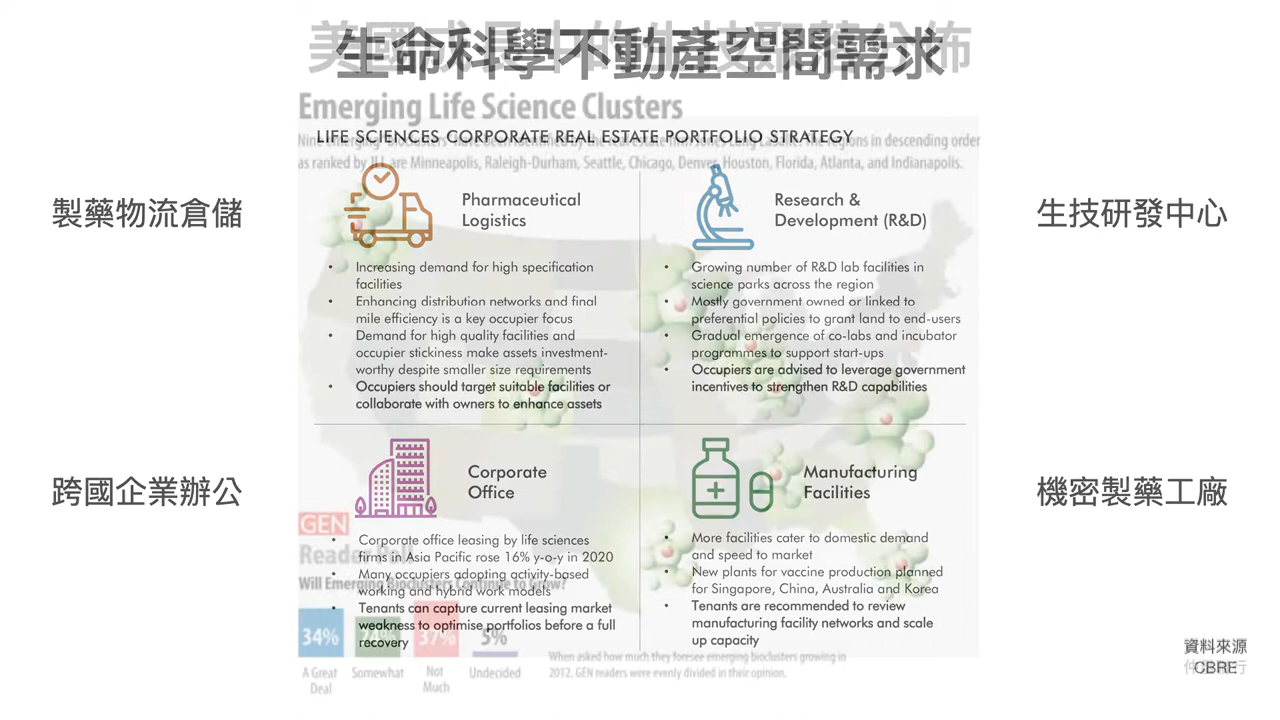 生命科學不動產空間需求
Emerging Life Science Clusters
LIFE SCIENCES CORPORATE REAL ESTATE PORTFOLIO STRATEGY
as ranked by JLL are Minneapolis, Raleigh-Durham, Seattle, Chicago, Denver, Houston, Florida, Atlanta, and Indianapolis.
製藥物流倉儲
Pharmaceutical
Logistics
• Increasing demand for high specification
facilities
• Enhancing distribution networks and final
mile efficiency is a key occupier focus
• Demand for high quality facilities and
occupier stickiness make assets investment-
worthy despite smaller size requirements
• Occupiers should target suitable facilities or
collaborate with owners to enhance assets
生技研發中心
Research &
Development (R&D)
• Growing number of R&D lab facilities in
science parks across the region
• Mostly government owned or linked to
preferential policies to grant land to end-users
• Gradual emergence of co-labs and incubator
programmes to support start-ups
• Occupiers are advised to leverage government
incentives to strengthen R&D capabilities
跨國企業辦公
Corporate
Office
• Corporate office leasing by life sciences
firms in Asia Pacific rose 16% y-o-y in 2020
• Many occupiers adopting activity-based
working and hybrid work models
• Tenants can capture current leasing market
weakness to optimise portfolios before a full
recovery
機密製藥工廠
Manufacturing
Facilities
• More facilities cater to domestic demand
and speed to market
• New plants for vaccine production planned
for Singapore, China, Australia and Korea
• Tenants are recommended to review
manufacturing facility networks and scale
up capacity
GEN
Reader Poll
Will Emerging Bioclusters Continue to Grow?
34% 24% 37% 5%
A Great
Deal
Somewhat
Not
Much
Undecided
When asked how much they foresee emerging bioclusters growing in
2012, GEN readers were evenly divided in their opinion.
資料來源
CBRE